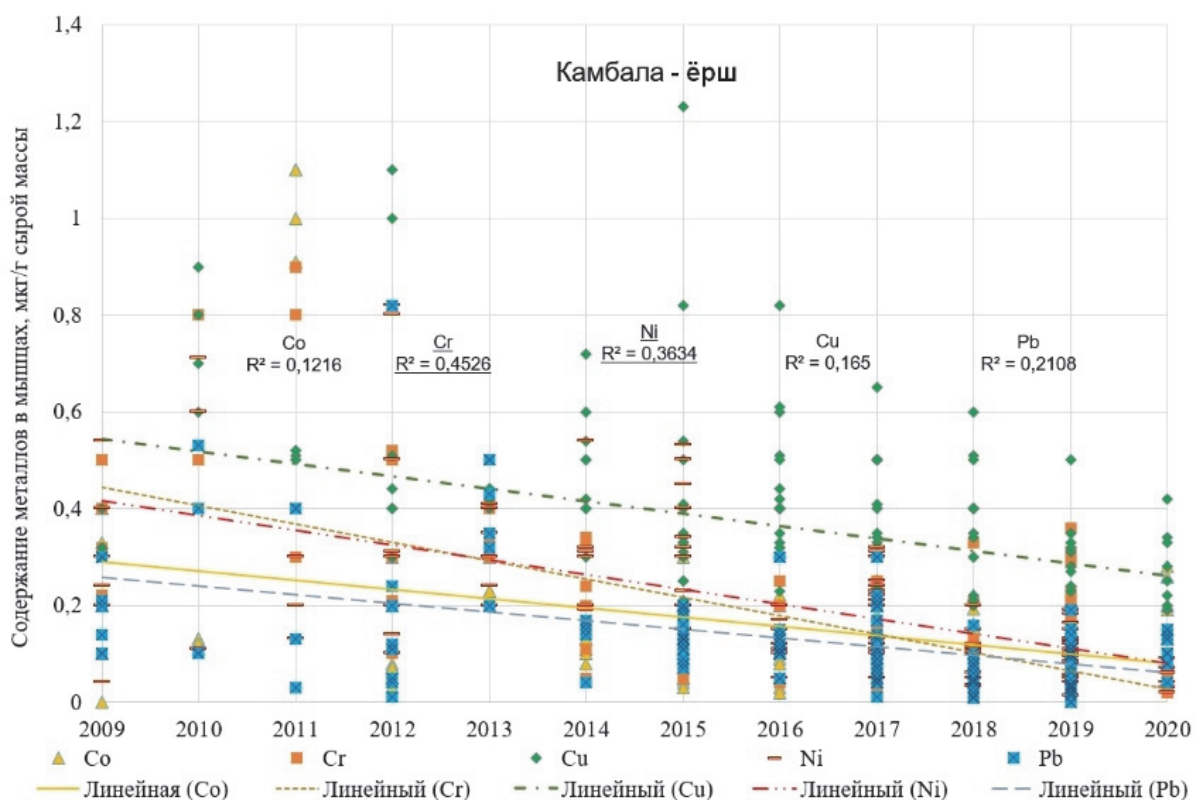 Содержание металлов в мышцах, мкг/г сырой массы
1,4
1,2
1
0,8
0,6
0,4
0,2
0
Камбала - ёрш
Co
R² = 0,1216
Cr
R² = 0,4526
Ni
R² = 0,3634
Cu
R² = 0,165
Pb
R² = 0,2108
2009 2010 2011 2012 2013 2014 2015 2016 2017 2018 2019 2020
Co Cr Cu Ni Pb
Линейная (Co) Линейный (Cr) Линейный (Cu) Линейный (Ni) Линейный (Pb)